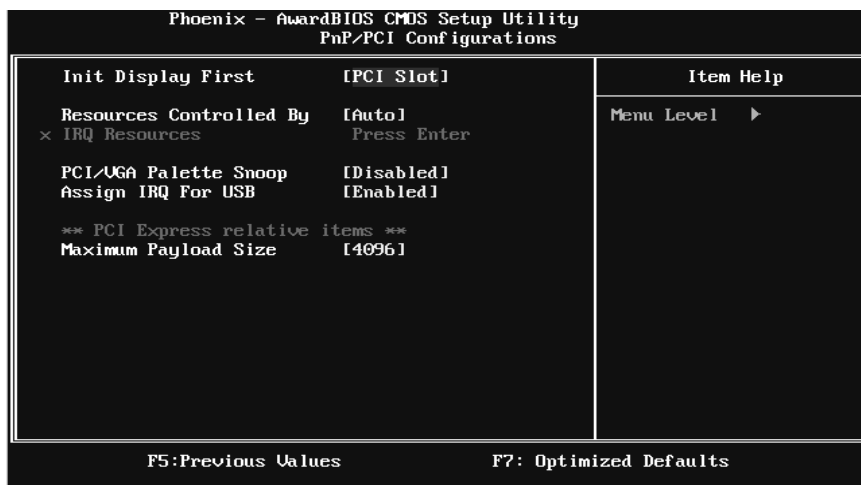 Phoenix - AwardBIOS CMOS Setup Utility
PnP/PCI Configurations
Init Display First [PCI Slot]
Item Help
Resources Controlled By [Auto]
Menu Level ▶
x IRQ Resources Press Enter
PCI/VGA Palette Snoop [Disabled]
Assign IRQ For USB [Enabled]
** PCI Express relative items **
Maximum Payload Size [4096]
F5:Previous Values F7: Optimized Defaults